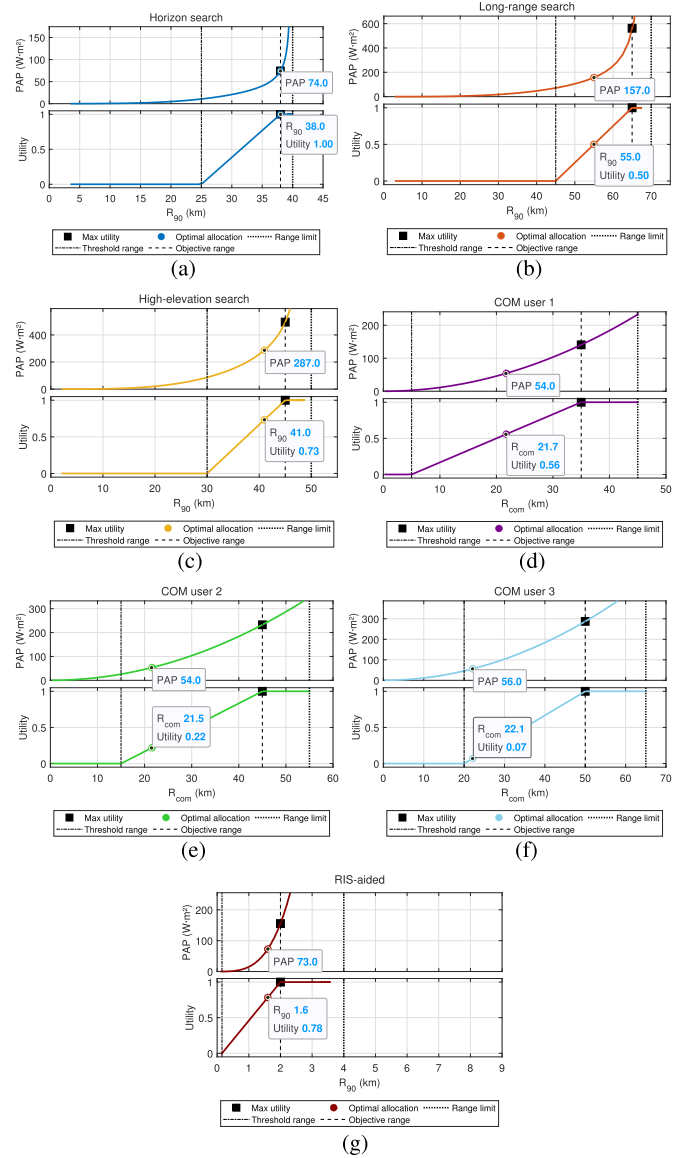 Horizon search
PAP (W·m²)
150
100
50
0
PAP 74.0
Utility
1
0.5
0
R90 38.0
Utility 1.00
0 5 10 15 20 25 30 35 40 45
R90 (km)
Max utility Optimal allocation Range limit
Threshold range Objective range
(a)
Long-range search
PAP (W·m²)
600
400
200
0
PAP 157.0
Utility
1
0.5
0
R90 55.0
Utility 0.50
0 10 20 30 40 50 60 70
R90 (km)
Max utility Optimal allocation Range limit
Threshold range Objective range
(b)
High-elevation search
PAP (W·m²)
400
200
0
PAP 287.0
Utility
1
0.5
0
R90 41.0
Utility 0.73
0 10 20 30 40 50
R90 (km)
Max utility Optimal allocation Range limit
Threshold range Objective range
(c)
COM user 1
PAP (W·m²)
200
100
0
PAP 54.0
Utility
1
0.5
0
Rcom 21.7
Utility 0.56
0 10 20 30 40 50
Rcom (km)
Max utility Optimal allocation Range limit
Threshold range Objective range
(d)
COM user 2
PAP (W·m²)
300
200
100
0
PAP 54.0
Utility
1
0.5
0
Rcom 21.5
Utility 0.22
0 10 20 30 40 50 60
Rcom (km)
Max utility Optimal allocation Range limit
Threshold range Objective range
(e)
COM user 3
PAP (W·m²)
300
200
100
0
PAP 56.0
Utility
1
0.5
0
Rcom 22.1
Utility 0.07
0 10 20 30 40 50 60 70
Rcom (km)
Max utility Optimal allocation Range limit
Threshold range Objective range
(f)
RIS-aided
PAP (W·m²)
200
100
0
PAP 73.0
Utility
1
0.5
0
R90 1.6
Utility 0.78
0 1 2 3 4 5 6 7 8 9
R90 (km)
Max utility Optimal allocation Range limit
Threshold range Objective range
(g)